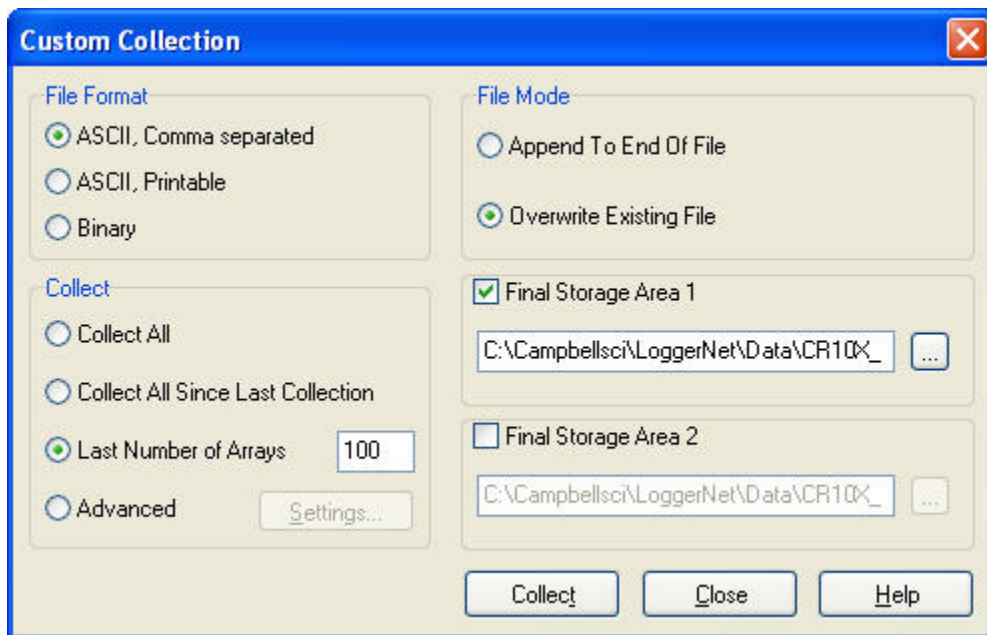 Custom Collection
File Format
ASCII, Comma separated
ASCII, Printable
Binary
Collect
Collect All
Collect All Since Last Collection
Last Number of Arrays 100
Advanced Settings...
File Mode
Append To End Of File
Overwrite Existing File
Final Storage Area 1
C:\Campbellsci\LoggerNet\Data\CR10X_ ...
Final Storage Area 2
C:\Campbellsci\LoggerNet\Data\CR10X_ ...
Collect Close Help